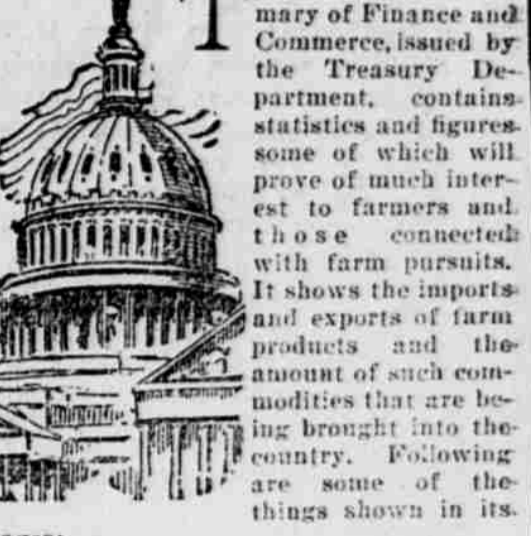 T
mary of Finance and
Commerce, issued by
the Treasury De-
partment, contains
statistics and figures
some of which will
prove of much inter-
est to farmers and
those connected
with farm pursuits.
It shows the imports
and exports of farm
products and the
amount of such com-
modities that are be-
ing brought into the
country. Following
are some of the
things shown in its